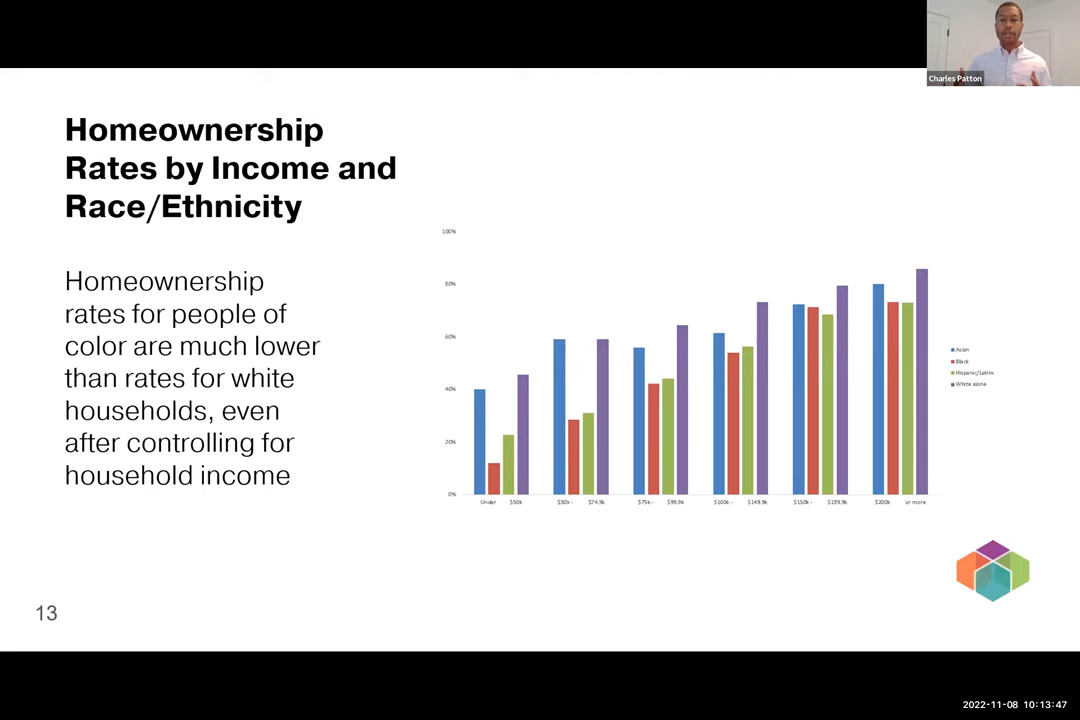 Charles Patton
Homeownership
Rates by Income and
Race/Ethnicity
Homeownership
rates for people of
color are much lower
than rates for white
households, even
after controlling for
household income
100%
80%
60%
40%
20%
0%
Under $50k
$50k - $74.9k
$75k - $99.9k
$100k - $149.9k
$150k - $199.9k
$200k or more
Asian
Black
Hispanic/Latinx
White alone
13
2022-11-08 10:13:47